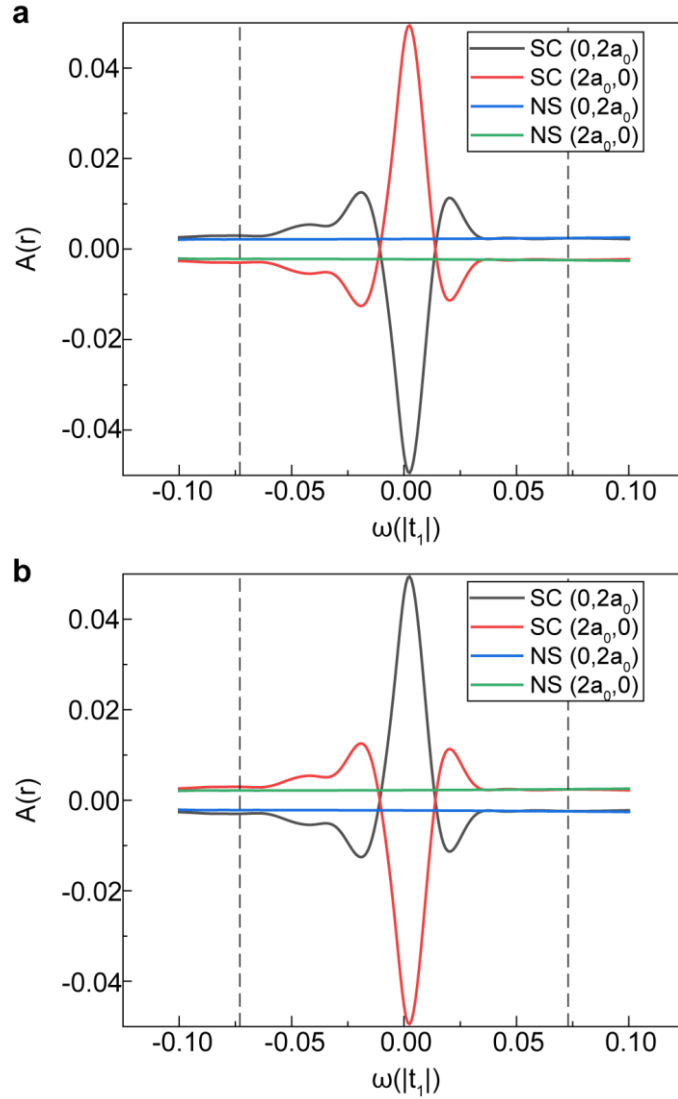 a
A(r)
0.04
0.02
0.00
-0.02
-0.04
SC (0,2a₀)
SC (2a₀,0)
NS (0,2a₀)
NS (2a₀,0)
-0.10 -0.05 0.00 0.05 0.10
ω(|t₁|)
b
A(r)
0.04
0.02
0.00
-0.02
-0.04
SC (0,2a₀)
SC (2a₀,0)
NS (0,2a₀)
NS (2a₀,0)
-0.10 -0.05 0.00 0.05 0.10
ω(|t₁|)